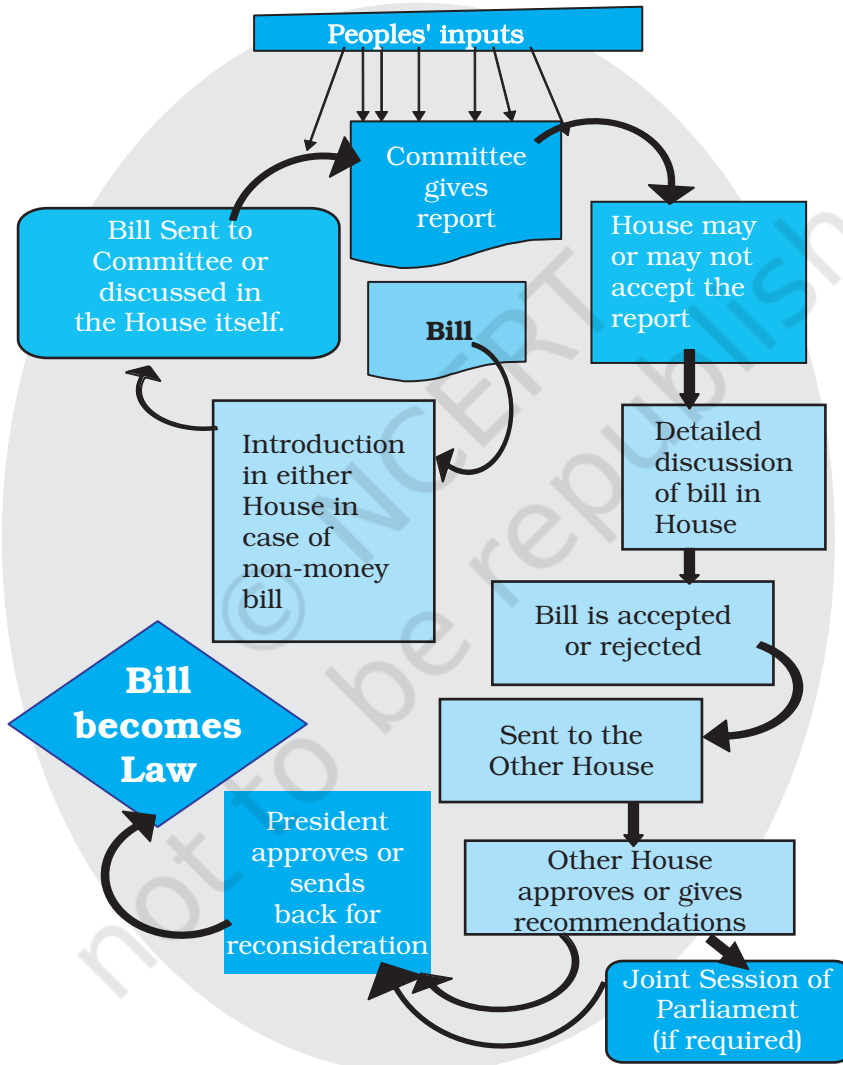 Peoples' inputs
Committee
gives
report
Bill Sent to
Committee or
discussed in
the House itself.
House may
or may not
accept the
report
Bill
Introduction
in either
House in
case of
non-money
bill
Detailed
discussion
of bill in
House
Bill is accepted
or rejected
Bill
becomes
Law
Sent to the
Other House
President
approves or
sends
back for
reconsideration
Other House
approves or gives
recommendations
Joint Session of
Parliament
(if required)
© NCERT
not to be republish